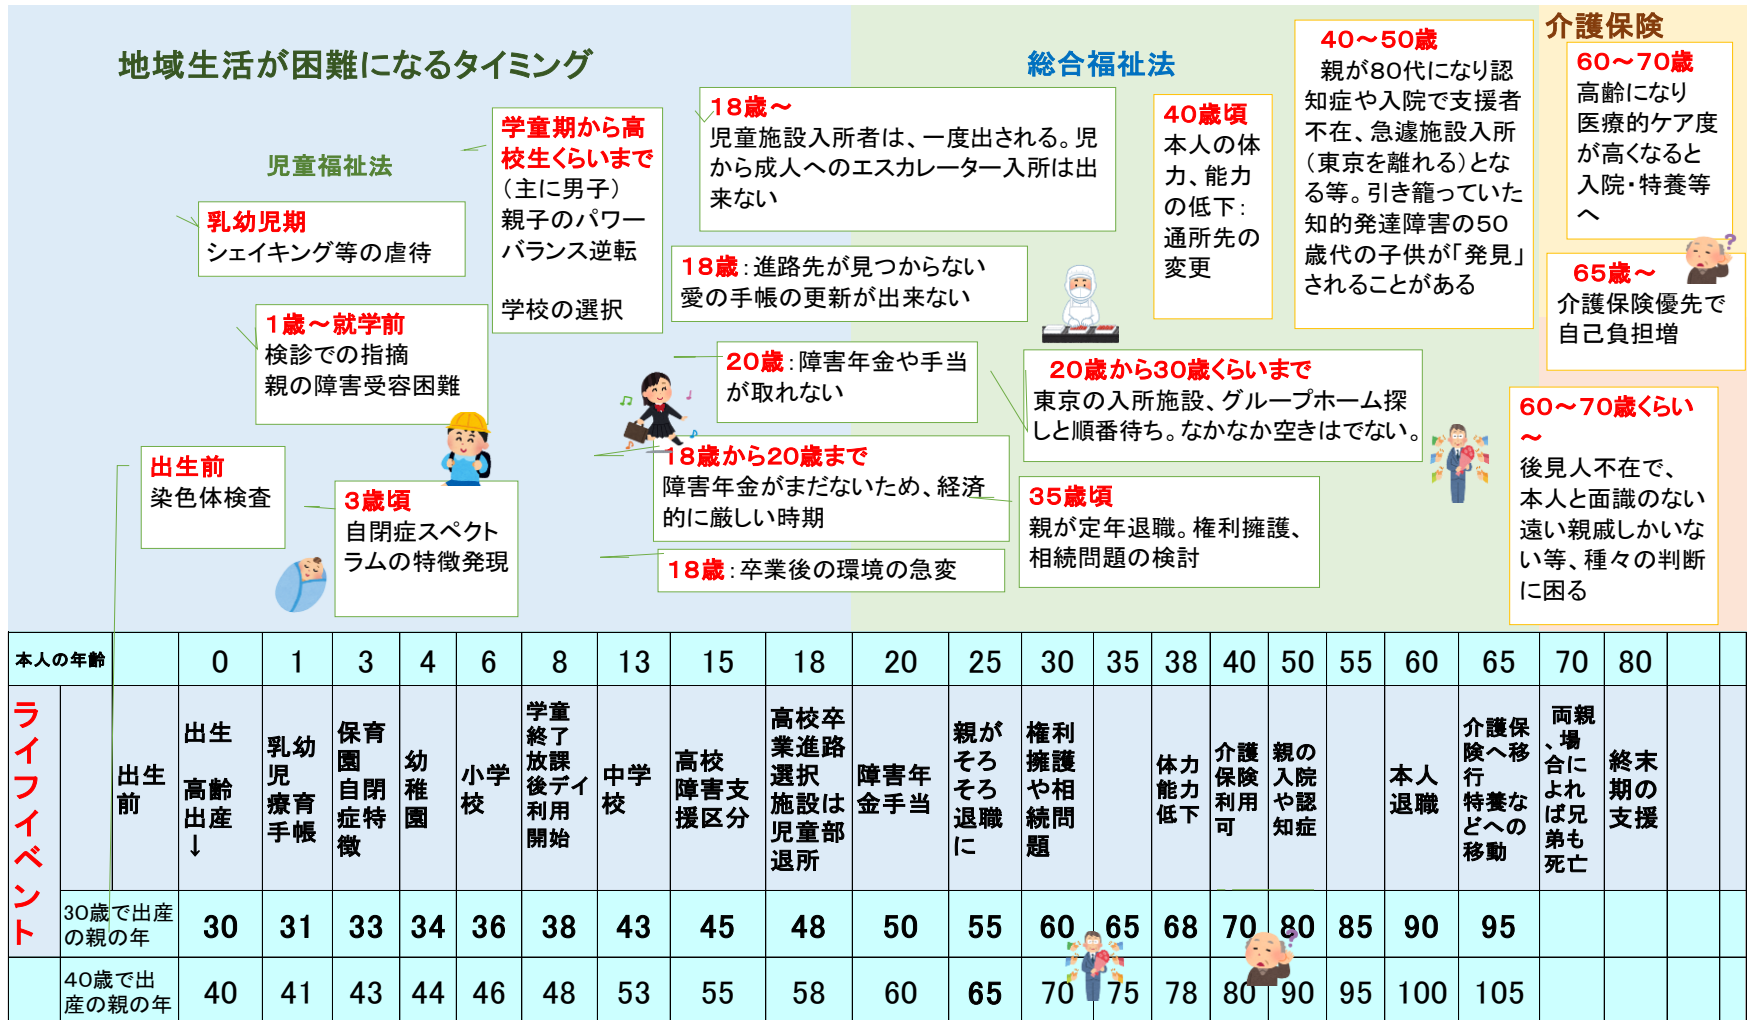 地域生活が困難になるタイミング
総合福祉法
介護保険
児童福祉法
乳幼児期
シェイキング等の虐待
1歳～就学前
検診での指摘
親の障害受容困難
出生前
染色体検査
3歳頃
自閉症スペクト
ラムの特徴発現
学童期から高
校生くらいまで
（主に男子）
親子のパワー
バランス逆転
学校の選択
18歳～
児童施設入所者は、一度出される。児
から成人へのエスカレーター入所は出
来ない
18歳：進路先が見つからない
愛の手帳の更新が出来ない
20歳：障害年金や手当
が取れない
18歳から20歳まで
障害年金がまだないため、経済
的に厳しい時期
18歳：卒業後の環境の急変
40歳頃
本人の体
力、能力
の低下：
通所先の
変更
20歳から30歳くらいまで
東京の入所施設、グループホーム探
しと順番待ち。なかなか空きはでない。
35歳頃
親が定年退職。権利擁護、
相続問題の検討
40～50歳
親が80代になり認
知症や入院で支援者
不在、急遽施設入所
（東京を離れる）とな
る等。引き籠っていた
知的発達障害の50
歳代の子供が「発見」
されることがある
60～70歳
高齢になり
医療的ケア度
が高くなると
入院・特養等
へ
65歳～
介護保険優先で
自己負担増
60～70歳くらい
～
後見人不在で、
本人と面識のない
遠い親戚しかいな
い等、種々の判断
に困る
本人の年齢 0 1 3 4 6 8 13 15 18 20 25 30 35 38 40 50 55 60 65 70 80
ライフイベント
出生
前
出生
高齢
出産
↓
乳幼
児
療育
手帳
保育
園
自閉
症特
徴
幼
稚
園
小学
校
学童
終了
放課
後デイ
利用
開始
中学
校
高校
障害支
援区分
高校卒
業進路
選択
施設は
児童部
退所
障害年
金手当
親が
そろ
そろ
退職
に
権利
擁護
や相
続問
題
体力
能力
低下
介護
保険
利用
可
親の
入院
や認
知症
本人
退職
介護保
険へ移
行
特養な
どへの
移動
両親
、場
合に
よれ
ば兄
弟も
死亡
終末
期の
支援
30歳で出産
の親の年
30 31 33 34 36 38 43 45 48 50 55 60 65 68 70 80 85 90 95
40歳で出
産の親の年
40 41 43 44 46 48 53 55 58 60 65 70 75 78 80 90 95 100 105